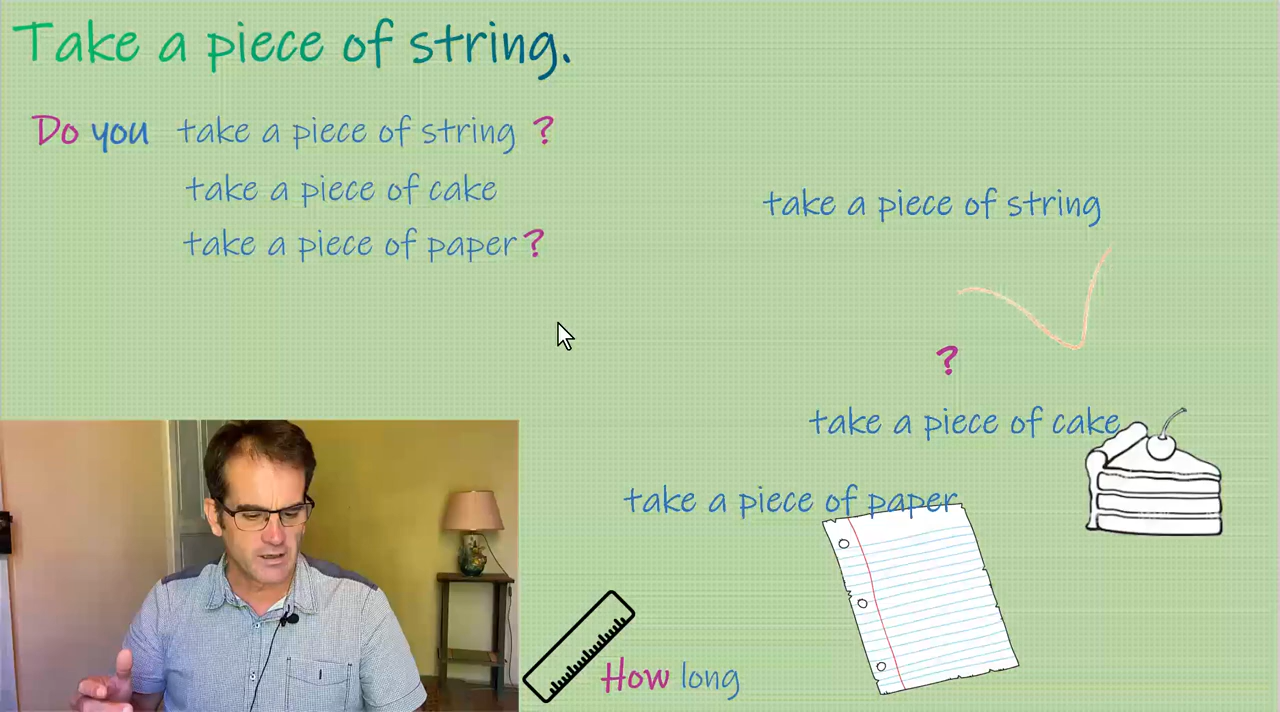 Take a piece of string.
Do you take a piece of string ?
take a piece of cake
take a piece of paper ?
take a piece of string
?
take a piece of cake
take a piece of paper
How long